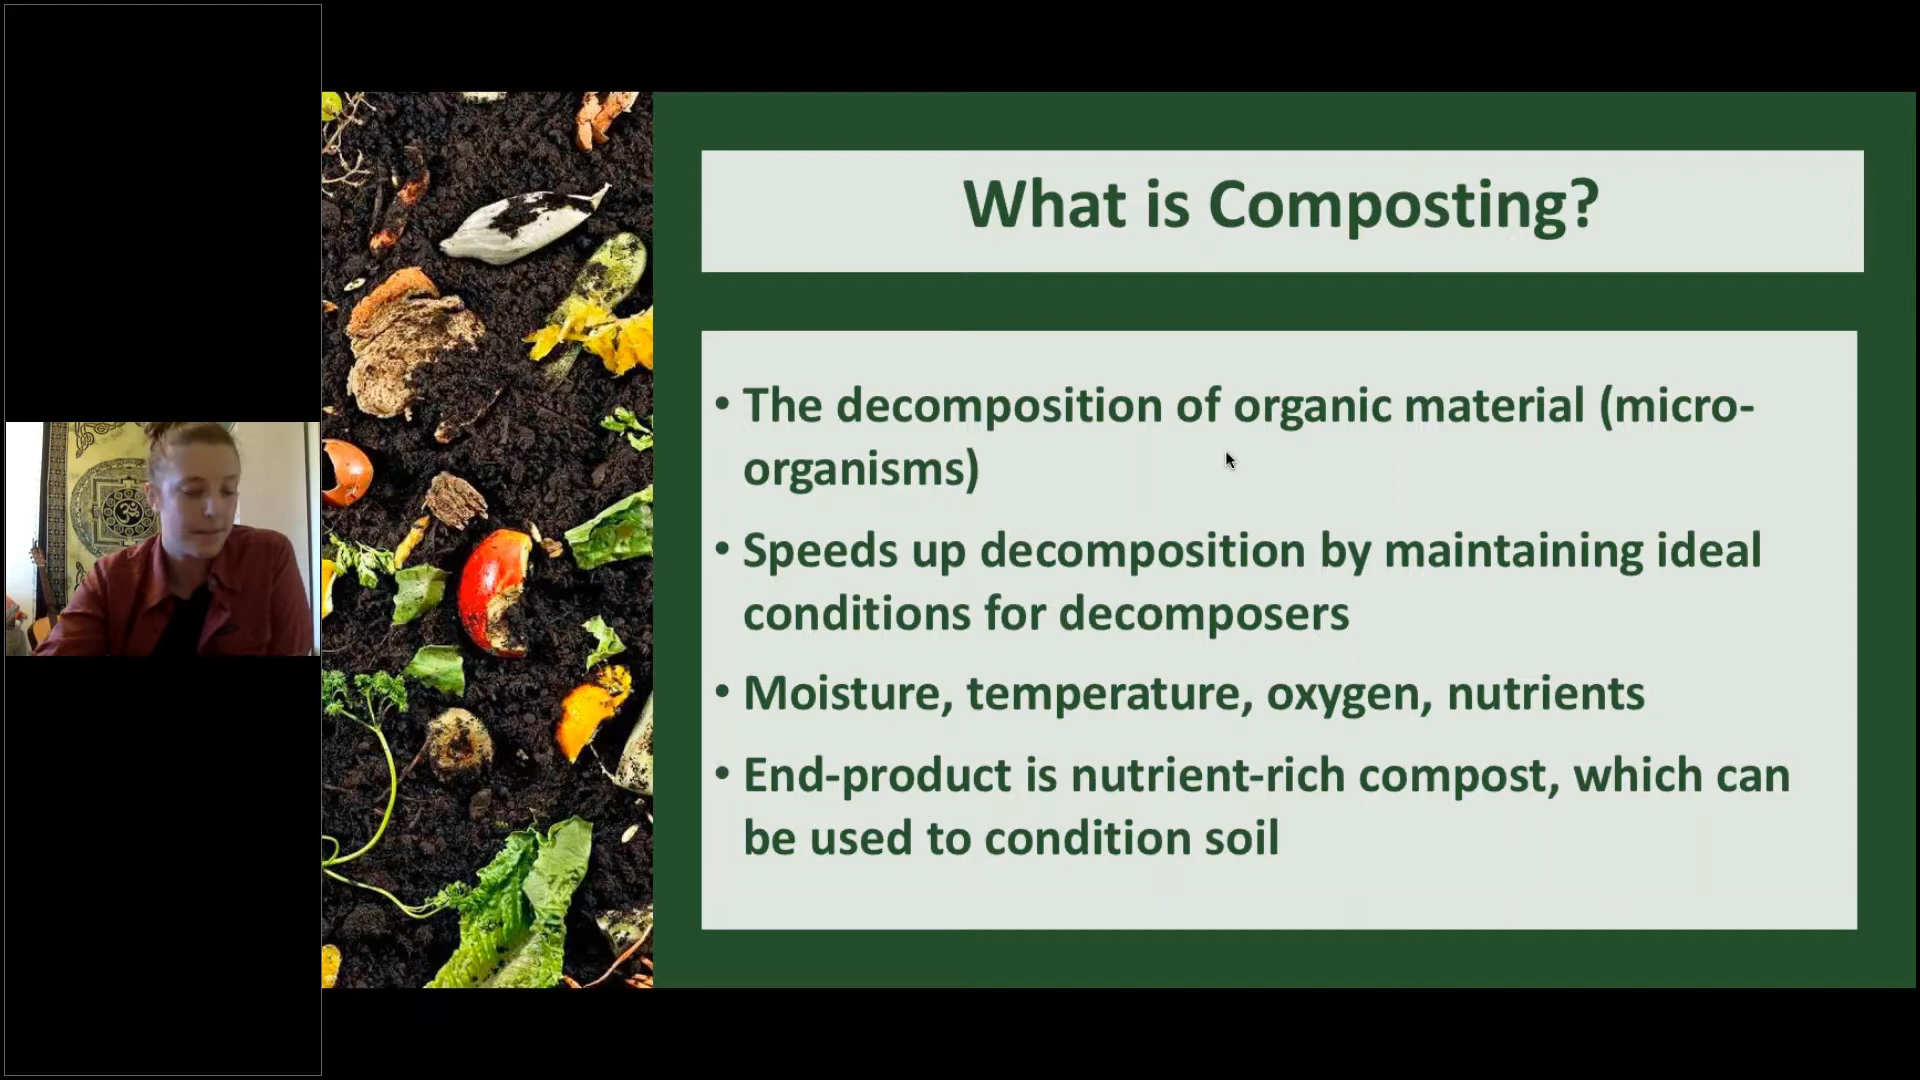 What is Composting?
• The decomposition of organic material (micro-
organisms)
• Speeds up decomposition by maintaining ideal
conditions for decomposers
• Moisture, temperature, oxygen, nutrients
• End-product is nutrient-rich compost, which can
be used to condition soil